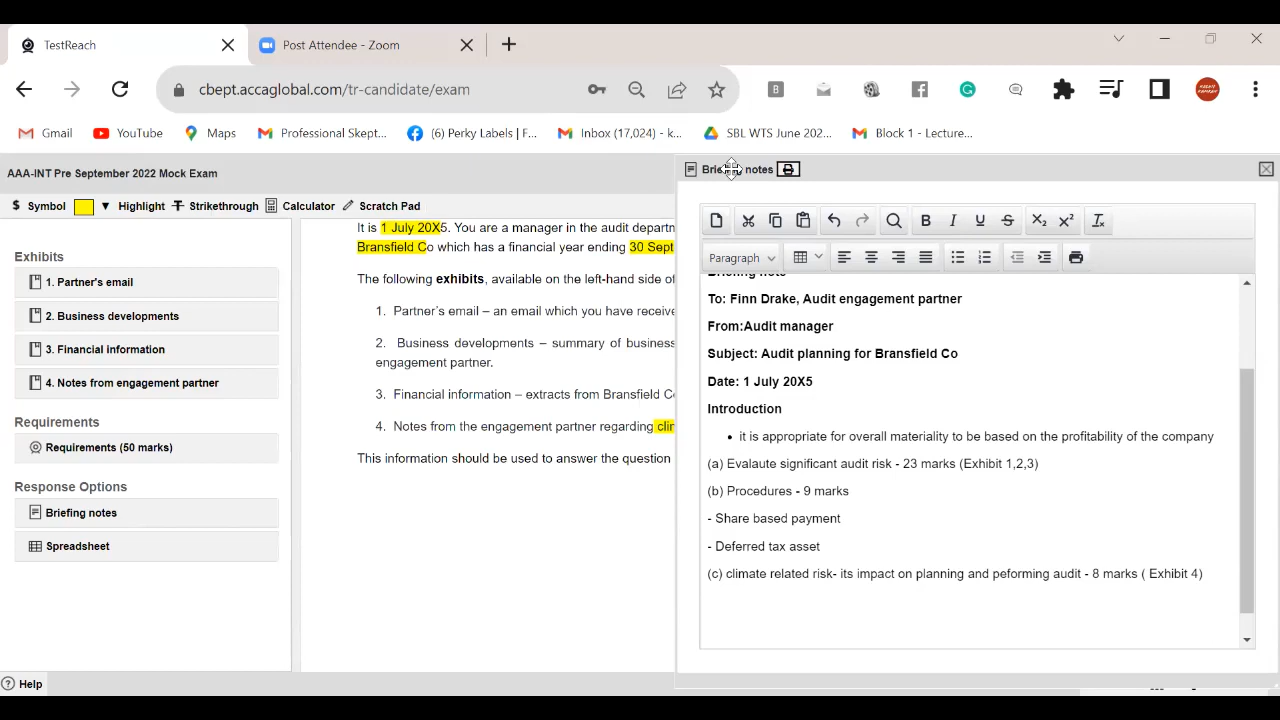 TestReach
Post Attendee - Zoom
cbept.accaglobal.com/tr-candidate/exam
Gmail
YouTube
Maps
Professional Skept...
(6) Perky Labels | F...
Inbox (17,024) - k...
SBL WTS June 202...
Block 1 - Lecture...
AAA-INT Pre September 2022 Mock Exam
$ Symbol
Highlight
Strikethrough
Calculator
Scratch Pad
Exhibits
1. Partner's email
2. Business developments
3. Financial information
4. Notes from engagement partner
Requirements
Requirements (50 marks)
Response Options
Briefing notes
Spreadsheet
Help
It is 1 July 20X5. You are a manager in the audit departm
Bransfield Co which has a financial year ending 30 Sept
The following exhibits, available on the left-hand side of
1. Partner's email – an email which you have receive
2. Business developments – summary of business
engagement partner.
3. Financial information – extracts from Bransfield C
4. Notes from the engagement partner regarding clin
This information should be used to answer the question
notes
B I U S X₂ X² Tx
Paragraph
Briefing note
To: Finn Drake, Audit engagement partner
From:Audit manager
Subject: Audit planning for Bransfield Co
Date: 1 July 20X5
Introduction
• it is appropriate for overall materiality to be based on the profitability of the company
(a) Evalaute significant audit risk - 23 marks (Exhibit 1,2,3)
(b) Procedures - 9 marks
- Share based payment
- Deferred tax asset
(c) climate related risk- its impact on planning and peforming audit - 8 marks ( Exhibit 4)